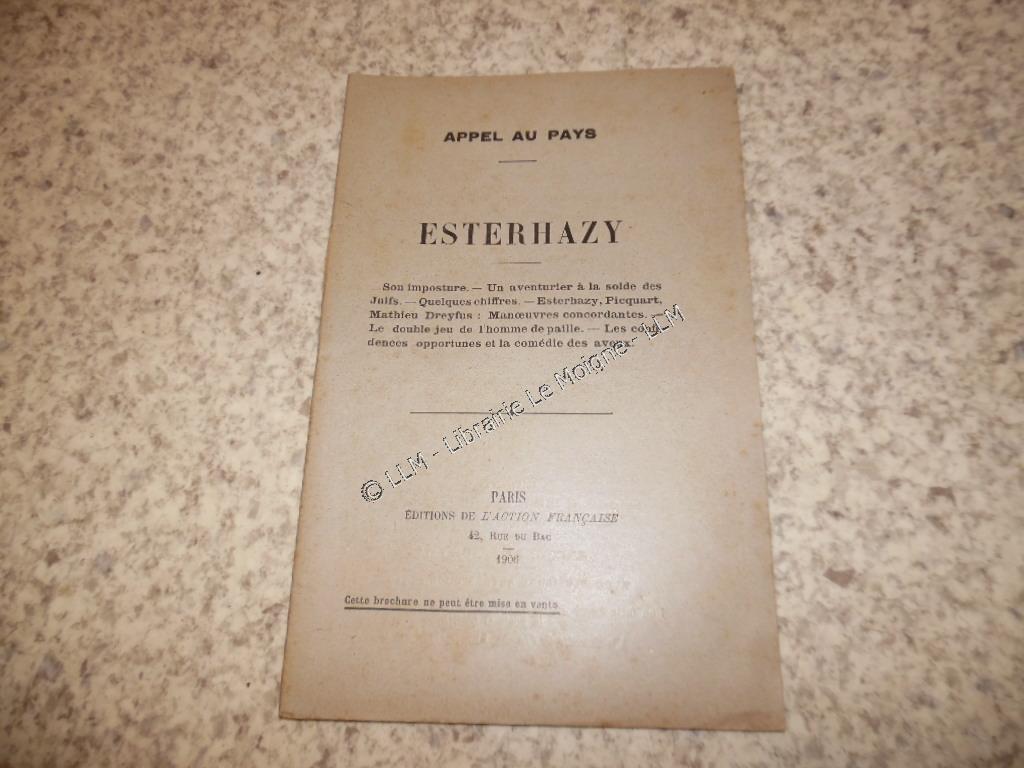 APPEL AU PAYS
ESTERHAZY
Son imposture. — Un aventurier à la solde des
Juifs. — Quelques chiffres. — Esterhazy, Picquart,
Mathieu Dreyfus : Manœuvres concordantes. —
Le double jeu de l'homme de paille. — Les confi
dences opportunes et la comédie des aveux.
© LLM - Librairie Le Moigne - LLM
PARIS
ÉDITIONS DE L'ACTION FRANÇAISE
42, RUE DU BAC
1906
Cette brochure ne peut être mise en vente